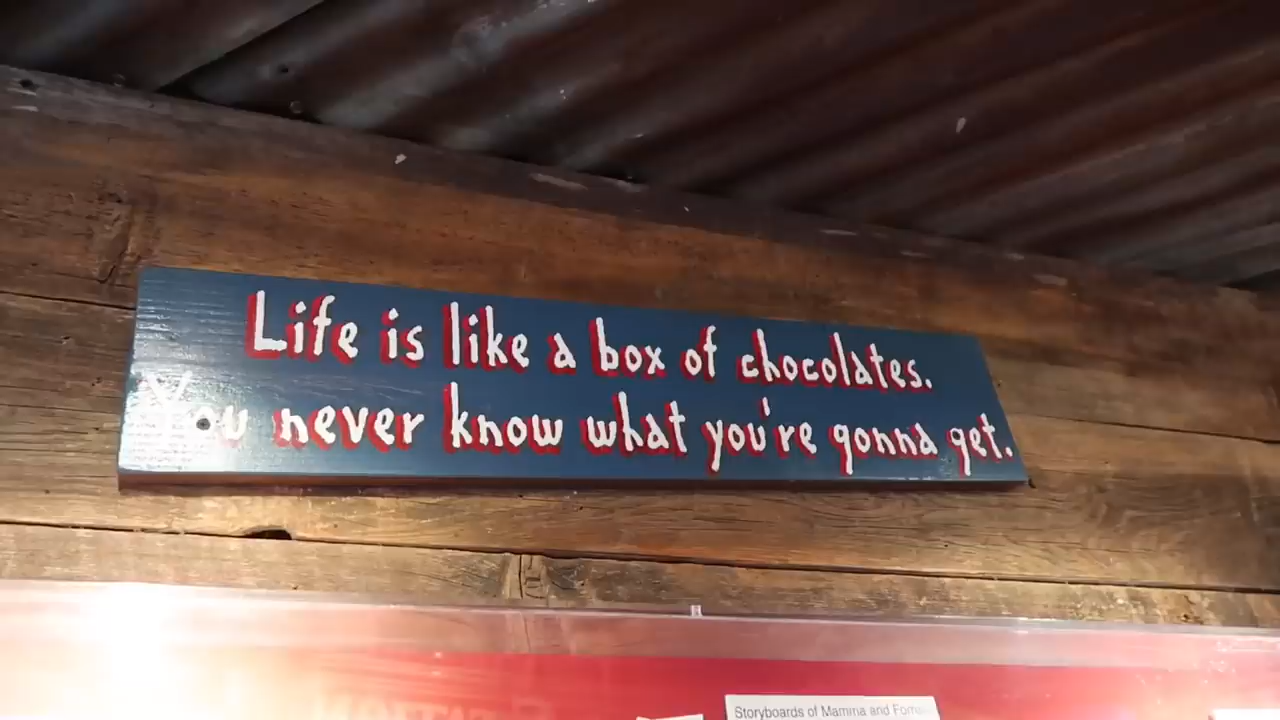 Life is like a box of chocolates.
You never know what you're gonna get.
Storyboards of Mamma and